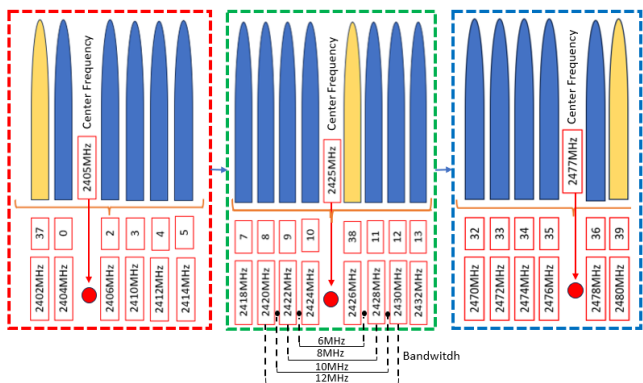 Center Frequency
2405MHz
37
0
2
3
4
5
2402MHz
2404MHz
2406MHz
2410MHz
2412MHz
2414MHz
Center Frequency
2425MHz
7
8
9
10
38
11
12
13
2418MHz
2420MHz
2422MHz
2424MHz
2426MHz
2428MHz
2430MHz
2432MHz
6MHz
8MHz
10MHz
12MHz
Bandwitdh
Center Frequency
2477MHz
32
33
34
35
36
39
2470MHz
2472MHz
2474MHz
2476MHz
2478MHz
2480MHz